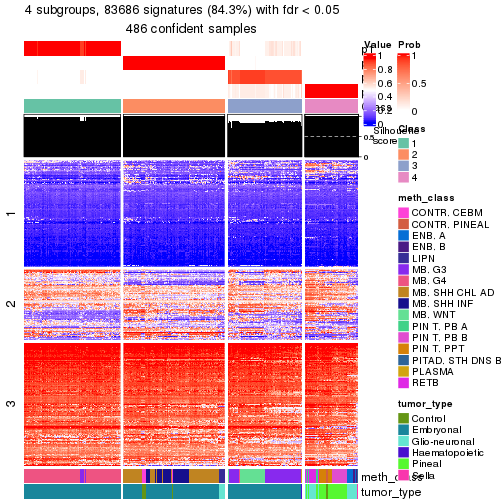 4 subgroups, 83686 signatures (84.3%) with fdr < 0.05
486 confident samples
Value
1
0.8
0.6
0.4
0.2
0
Prob
1
0.5
0
0.5
0
Silhouette
score
Class
1
2
3
4
1
2
3
meth_class
CONTR. CEBM
CONTR. PINEAL
ENB. A
ENB. B
LIPN
MB. G3
MB. G4
MB. SHH CHL AD
MB. SHH INF
MB. WNT
PIN T. PB A
PIN T. PB B
PIN T. PPT
PITAD. STH DNS B
PLASMA
RETB
tumor_type
Control
Embryonal
Glio-neuronal
Haematopoietic
Pineal
Sella
meth_class
tumor_type